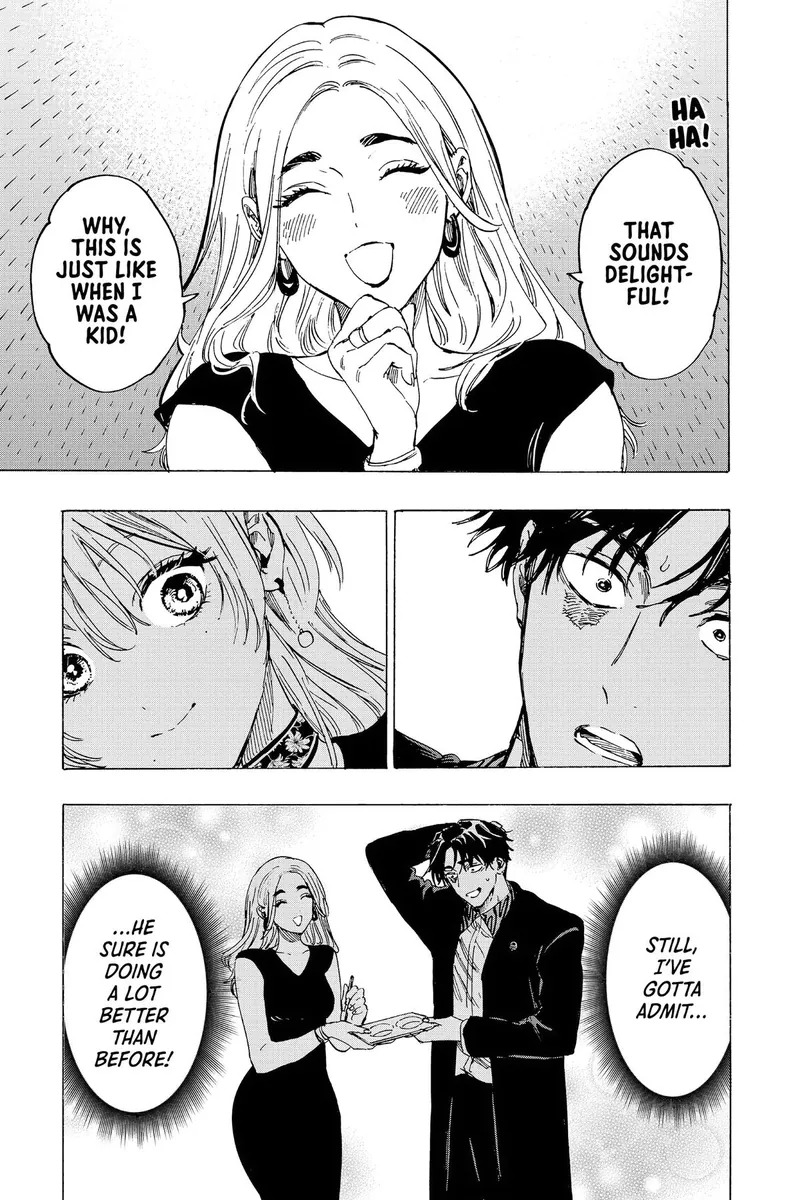 HA
HA!
THAT
SOUNDS
DELIGHT-
FUL!
WHY,
THIS IS
JUST LIKE
WHEN I
WAS A
KID!
STILL,
I'VE
GOTTA
ADMIT...
...HE
SURE IS
DOING
A LOT
BETTER
THAN
BEFORE!